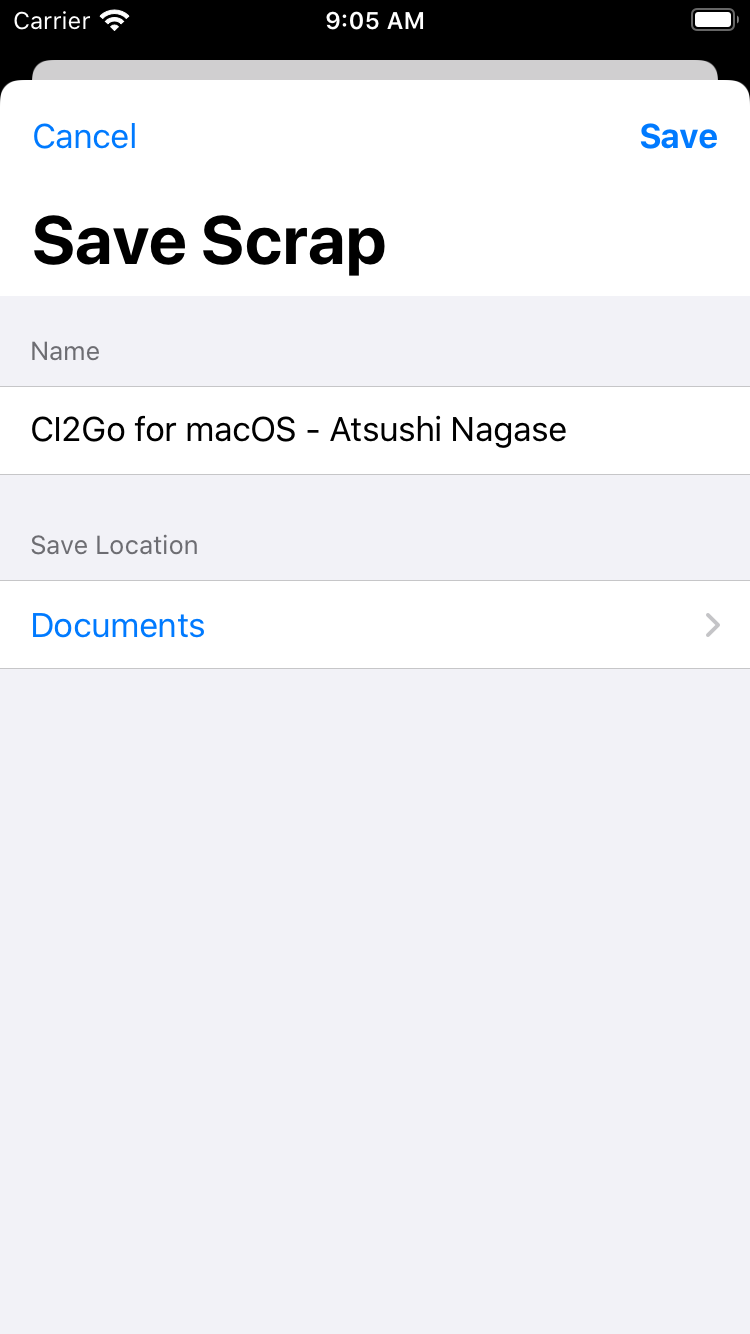 Carrier 9:05 AM
Cancel Save
Save Scrap
Name
CI2Go for macOS - Atsushi Nagase
Save Location
Documents